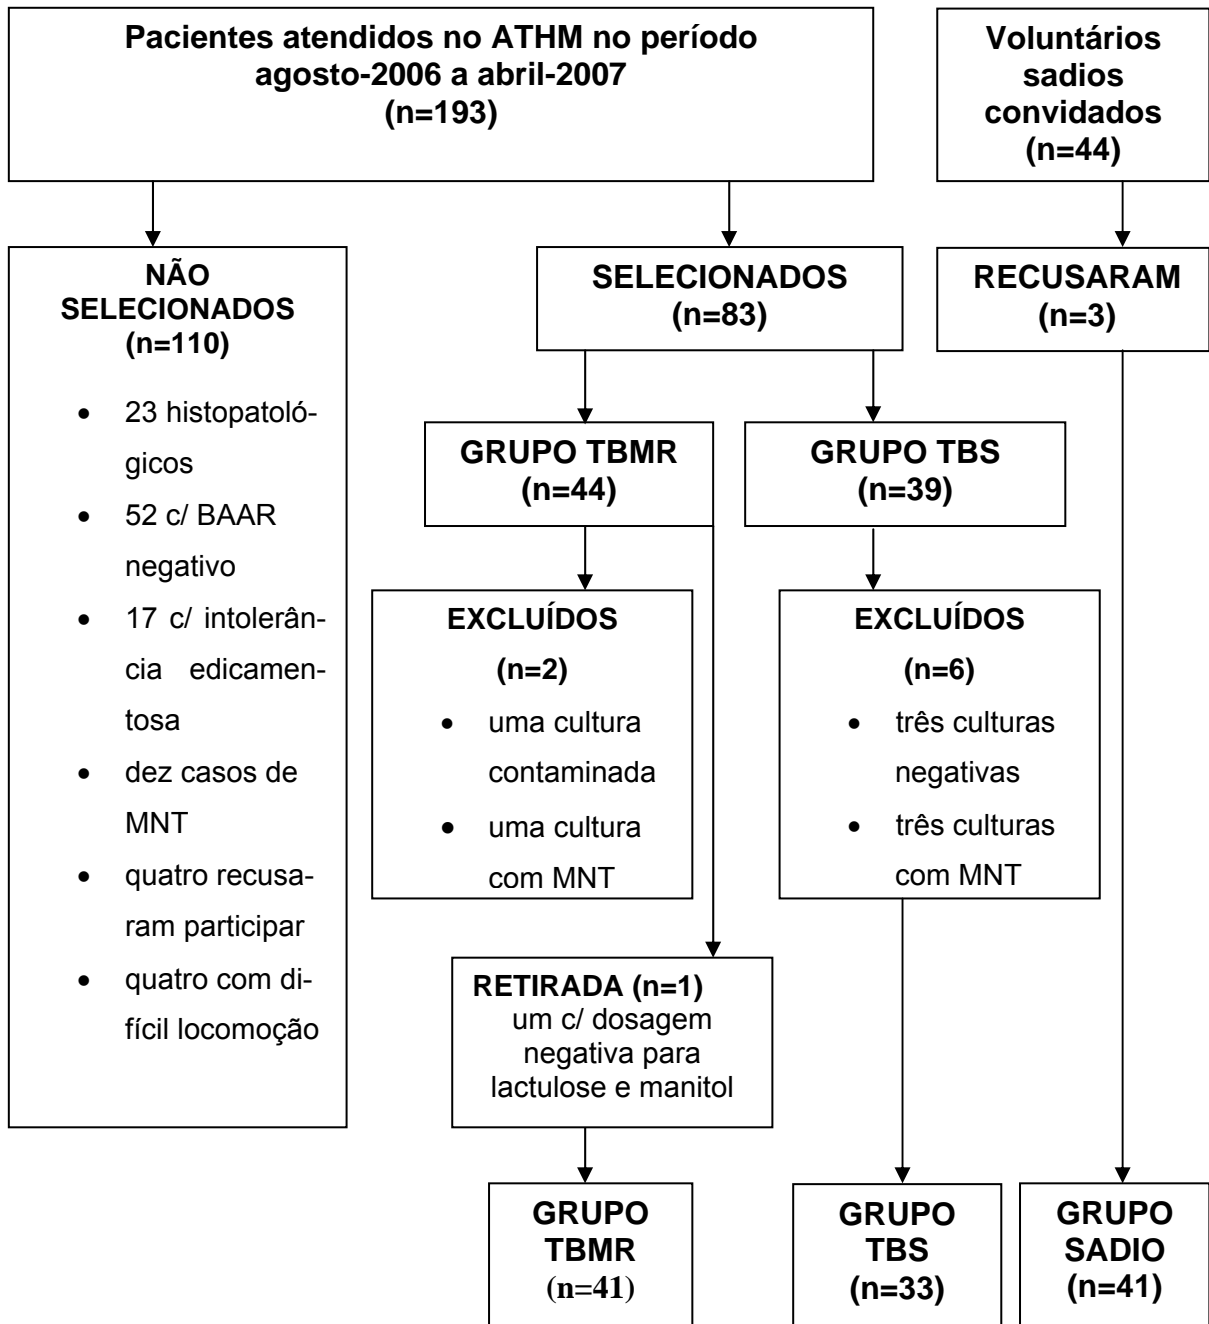 Pacientes atendidos no ATHM no período
agosto-2006 a abril-2007
(n=193)
Voluntários
sadios
convidados
(n=44)
NÃO
SELECIONADOS
(n=110)
• 23 histopatoló-
gicos
• 52 c/ BAAR
negativo
• 17 c/ intolerân-
cia edicamen-
tosa
• dez casos de
MNT
• quatro recusa-
ram participar
• quatro com di-
fícil locomoção
SELECIONADOS
(n=83)
RECUSARAM
(n=3)
GRUPO TBMR
(n=44)
GRUPO TBS
(n=39)
EXCLUÍDOS
(n=2)
• uma cultura
contaminada
• uma cultura
com MNT
EXCLUÍDOS
(n=6)
• três culturas
negativas
• três culturas
com MNT
RETIRADA (n=1)
um c/ dosagem
negativa para
lactulose e manitol
GRUPO
TBMR
(n=41)
GRUPO
TBS
(n=33)
GRUPO
SADIO
(n=41)